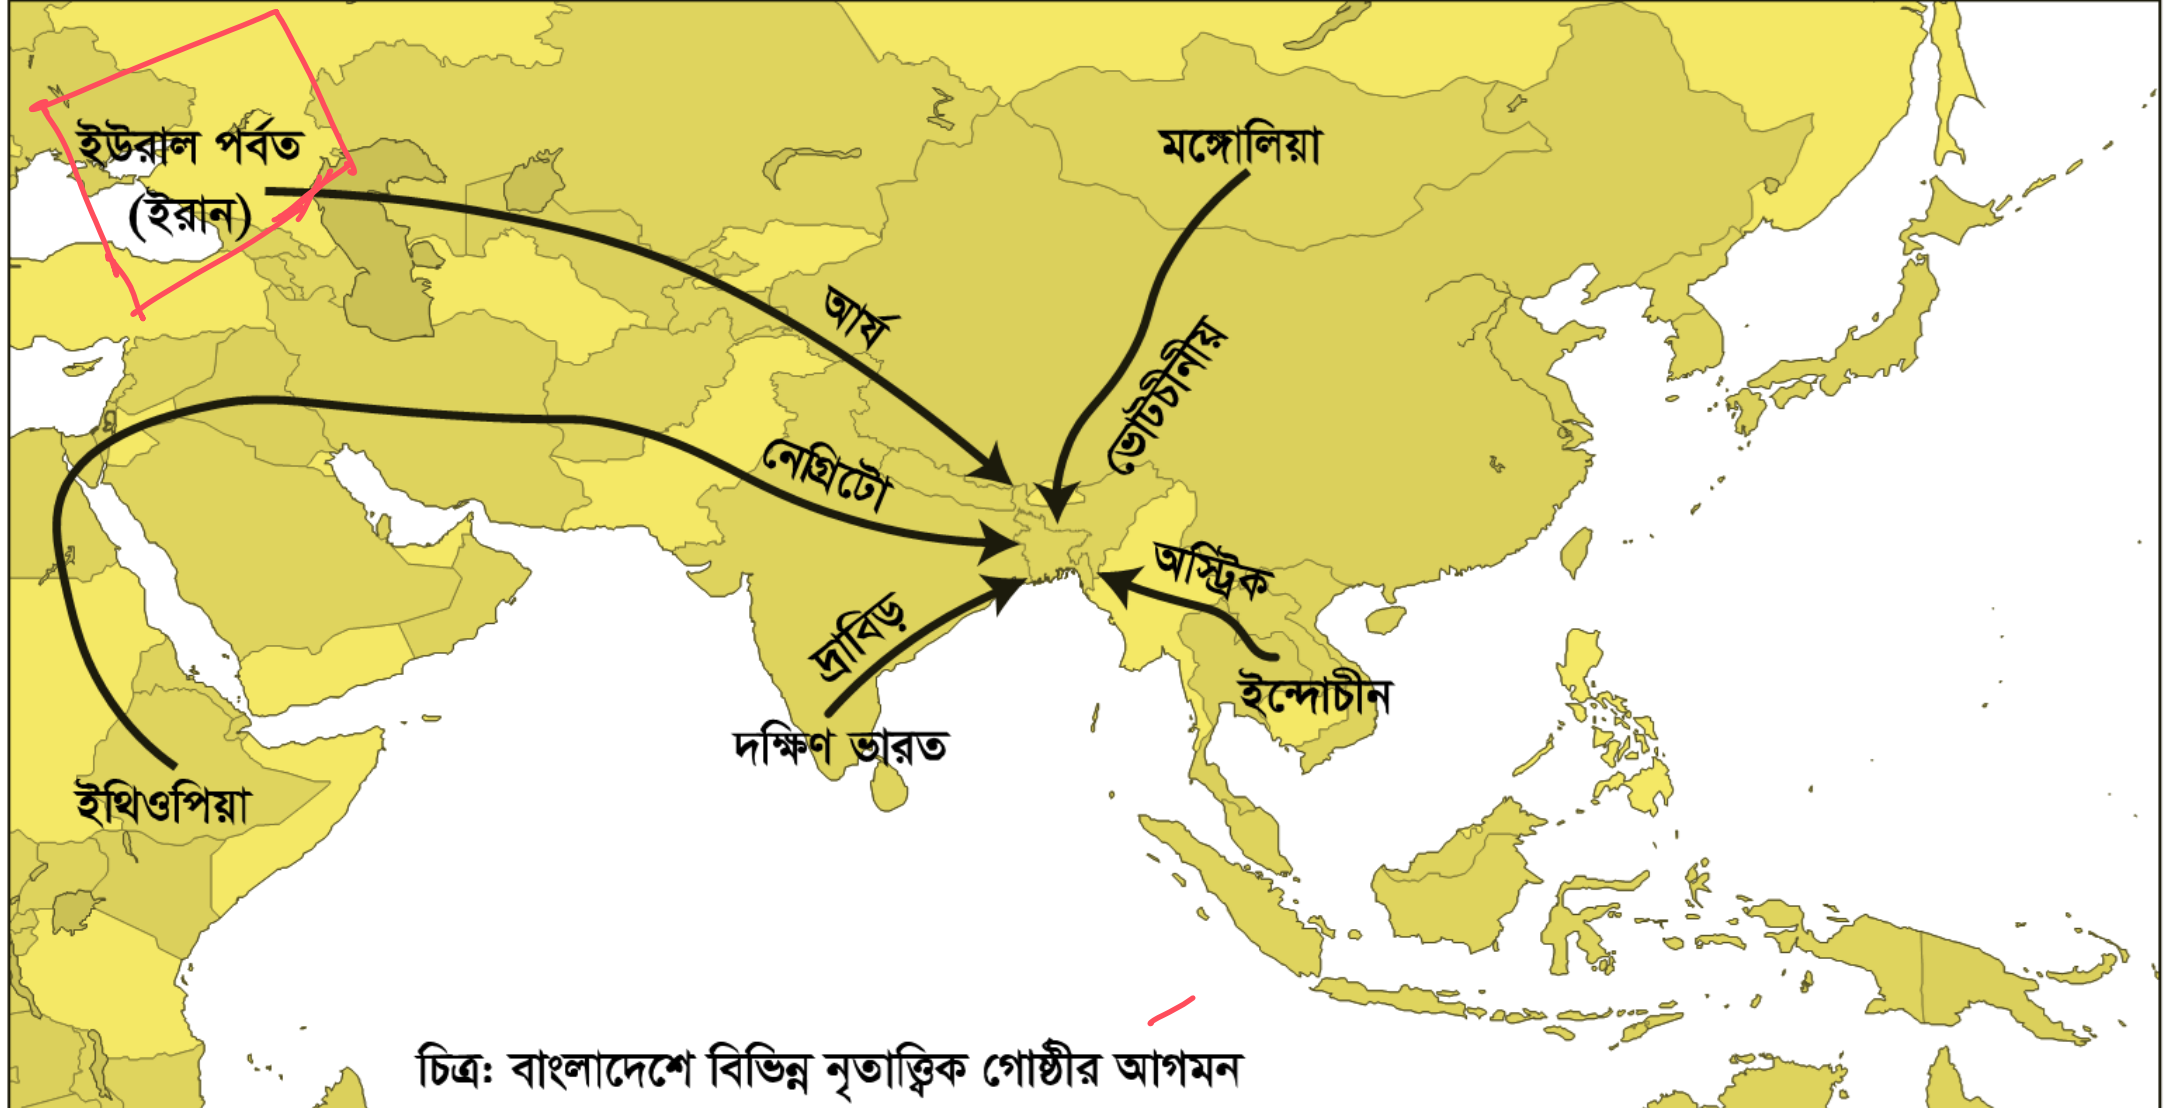 ইউরাল পর্বত
(ইরান)
মঙ্গোলিয়া
আর্য
ভোটচীনীয়
নেগ্রিটো
অস্ট্রিক
দ্রাবিড়
ইন্দোচীন
দক্ষিণ ভারত
ইথিওপিয়া
চিত্র: বাংলাদেশে বিভিন্ন নৃতাত্ত্বিক গোষ্ঠীর আগমন